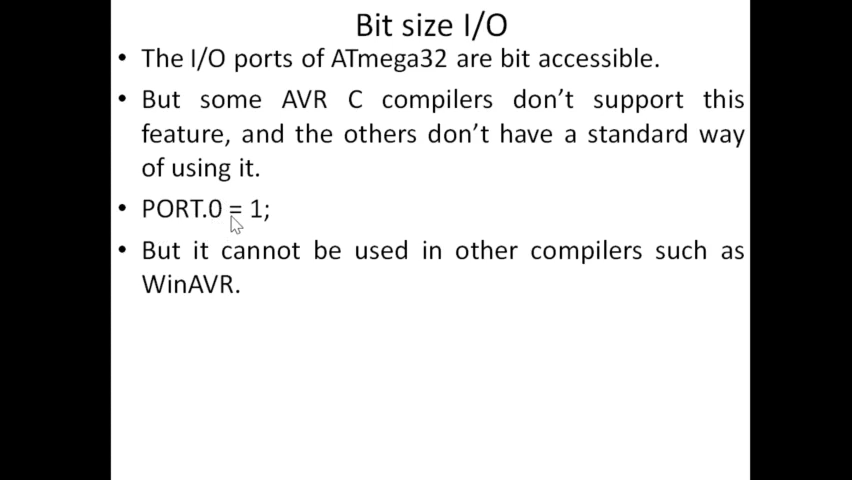 Bit size I/O
• The I/O ports of ATmega32 are bit accessible.
• But some AVR C compilers don't support this
feature, and the others don't have a standard way
of using it.
• PORT.0 = 1;
• But it cannot be used in other compilers such as
WinAVR.